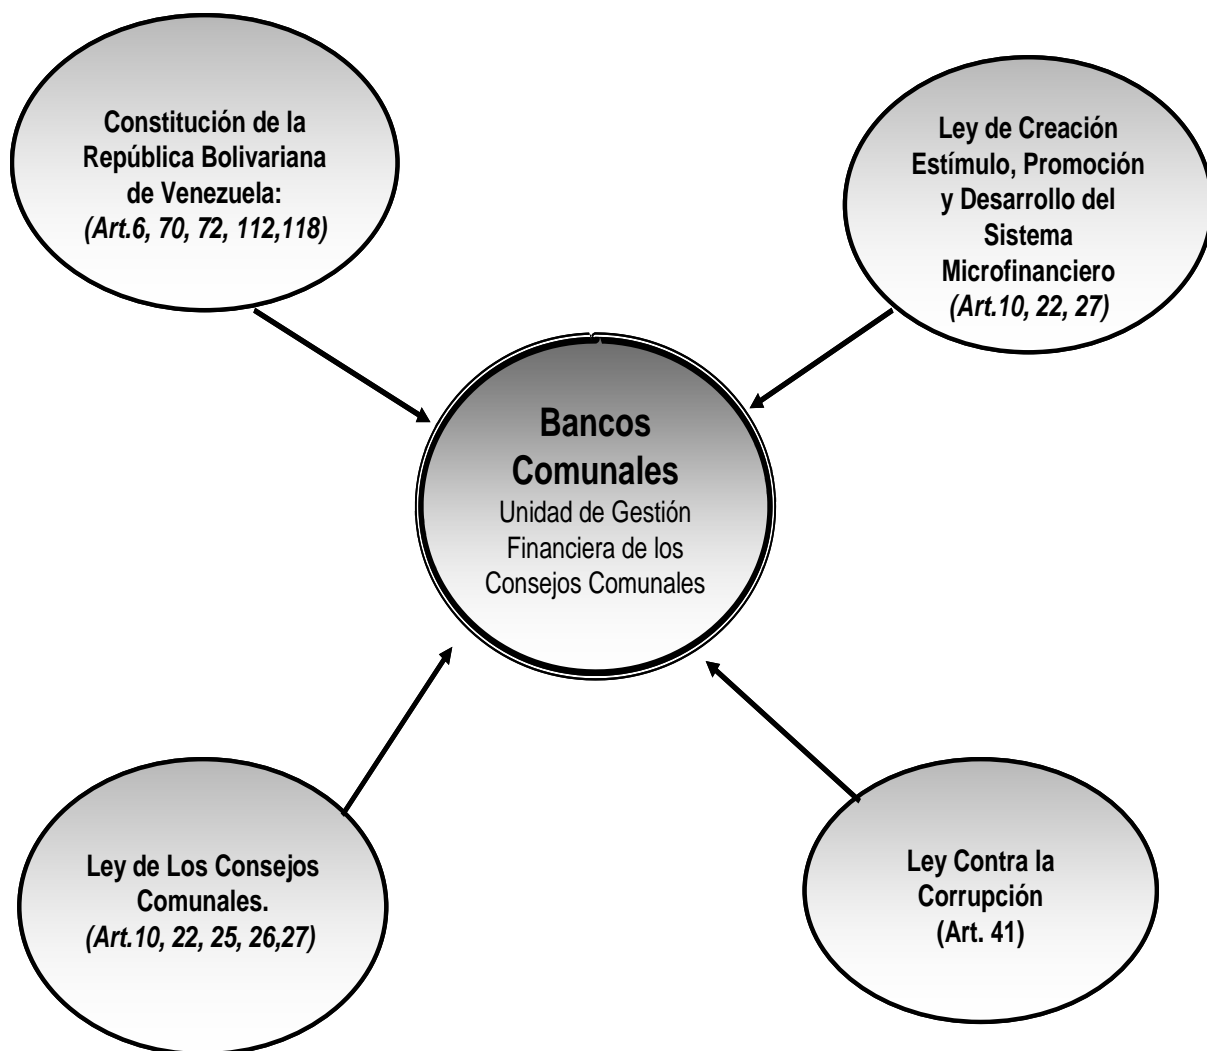 Constitución de la
República Bolivariana
de Venezuela:
(Art.6, 70, 72, 112,118)
Ley de Creación
Estímulo, Promoción
y Desarrollo del
Sistema
Microfinanciero
(Art.10, 22, 27)
Bancos
Comunales
Unidad de Gestión
Financiera de los
Consejos Comunales
Ley de Los Consejos
Comunales.
(Art.10, 22, 25, 26,27)
Ley Contra la
Corrupción
(Art. 41)